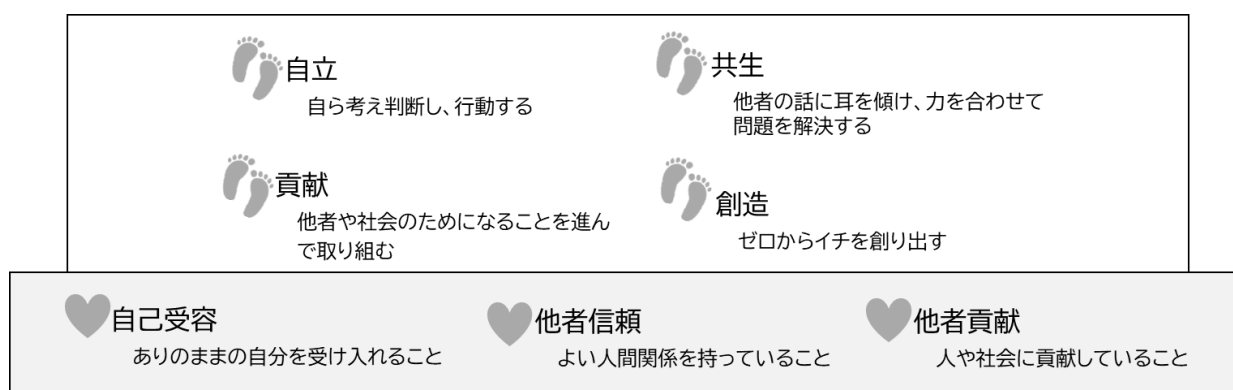 自立
自ら考え判断し、行動する
共生
他者の話に耳を傾け、力を合わせて
問題を解決する
貢献
他者や社会のためになることを進ん
で取り組む
創造
ゼロからイチを創り出す
自己受容
ありのままの自分を受け入れること
他者信頼
よい人間関係を持っていること
他者貢献
人や社会に貢献していること